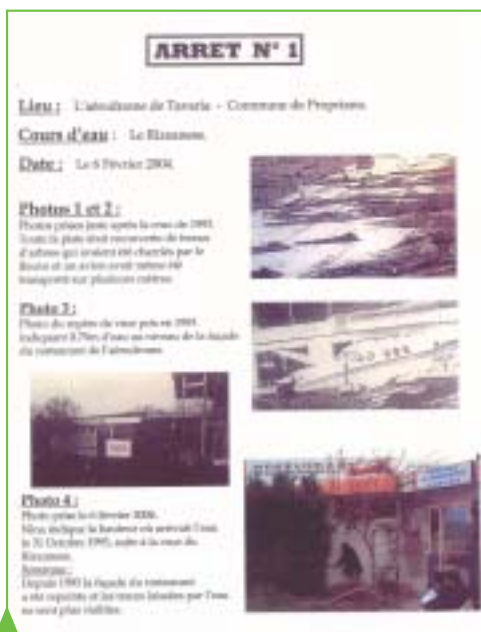 ARRET N° 1
Lieu : L'aérodrome de Tavaria - Commune de Propriano.
Cours d'eau : Le Rizzanese.
Date : Le 6 Février 2004.
Photos 1 et 2 :
Photos prises juste après la crue de 1993.
Toute la piste était recouverte de troncs
d'arbres qui avaient été charriés par le
fleuve et un avion avait même été
transporté sur plusieurs mètres.
Photo 3 :
Photo du repère de crue pris en 1993,
indiquant 0.79m d'eau au niveau de la façade
du restaurant de l'aérodrome.
Photo 4 :
Photo prise le 6 février 2004.
indique la hauteur où arrivait l'eau
le 31 Octobre 1993, suite à la crue du
Rizzanese.
Remarque :
Depuis 1993 la façade du restaurant
a été repeinte et les traces laissées par l'eau
ne sont plus visibles.